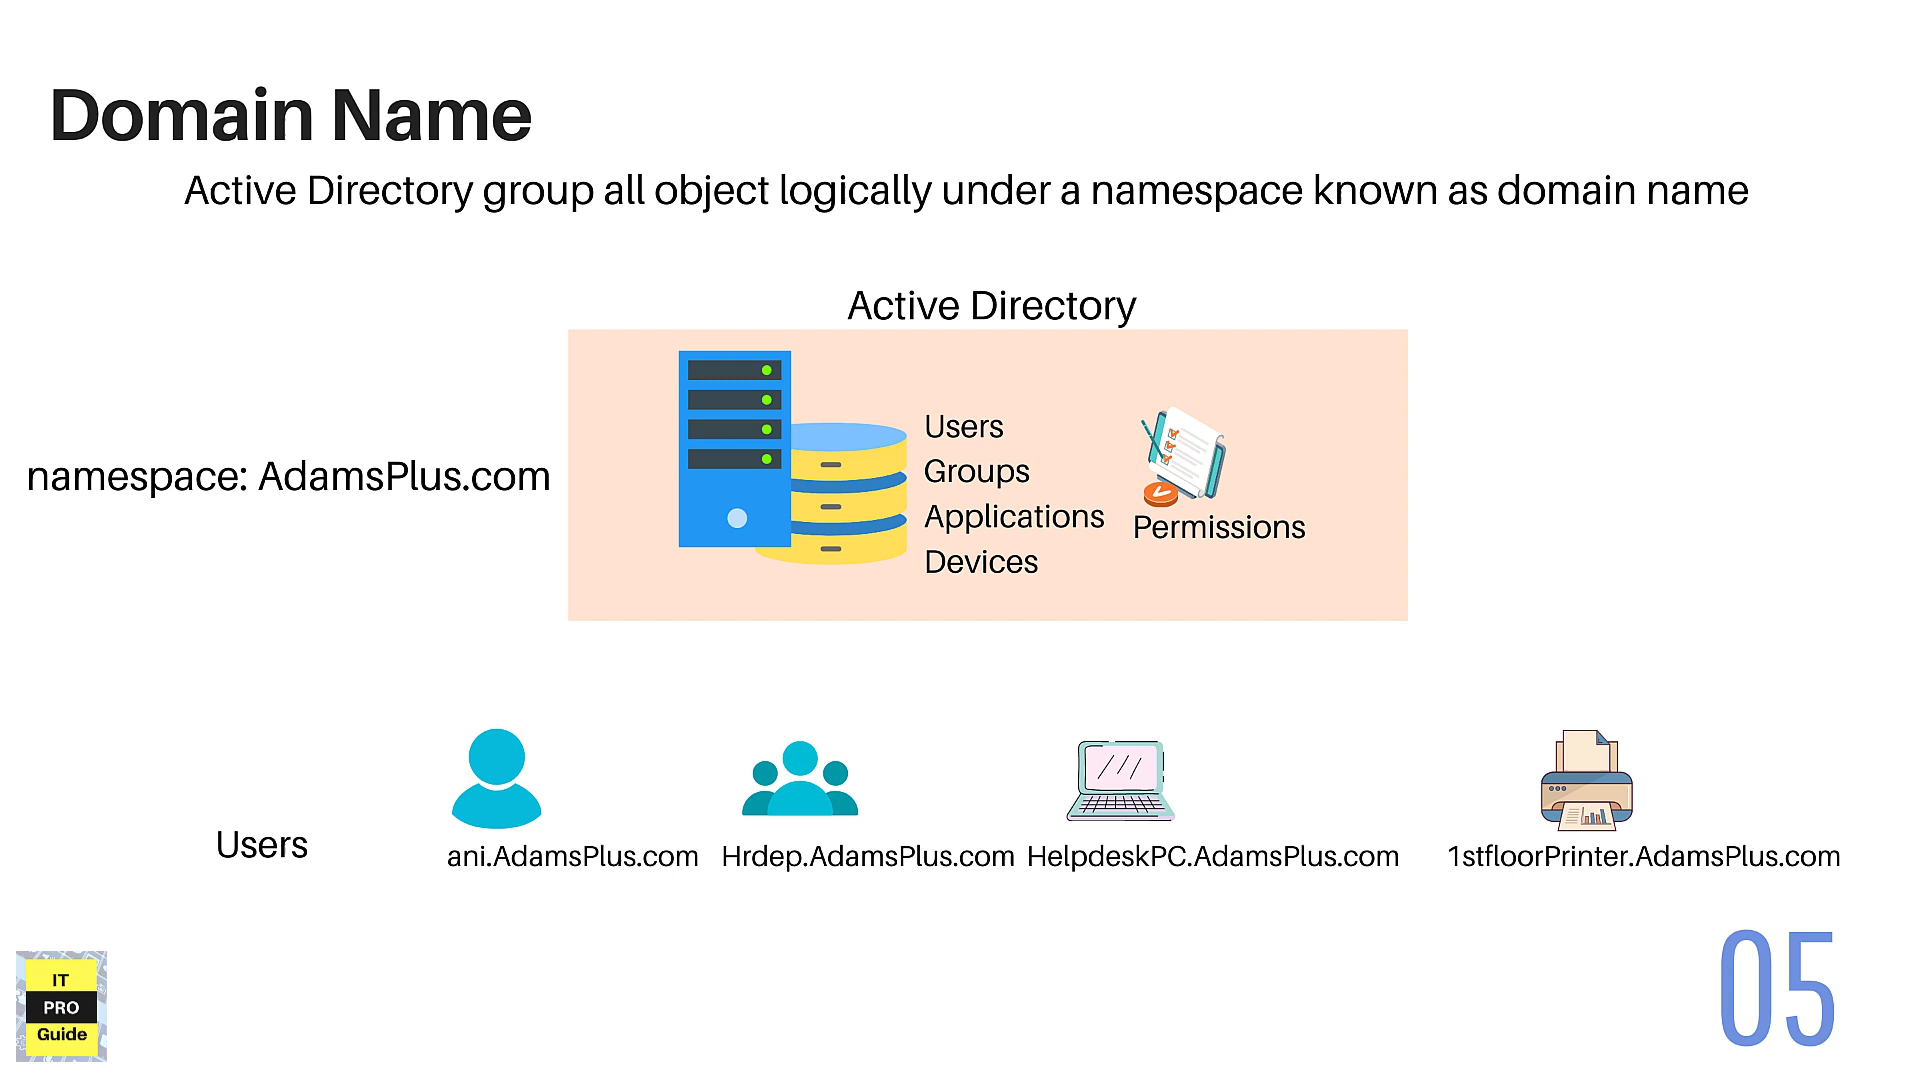 Domain Name
Active Directory group all object logically under a namespace known as domain name
Active Directory
namespace: AdamsPlus.com
Users
Groups
Applications
Devices
Permissions
Users
ani.AdamsPlus.com
Hrdep.AdamsPlus.com
HelpdeskPC.AdamsPlus.com
1stfloorPrinter.AdamsPlus.com
IT
PRO
Guide
05